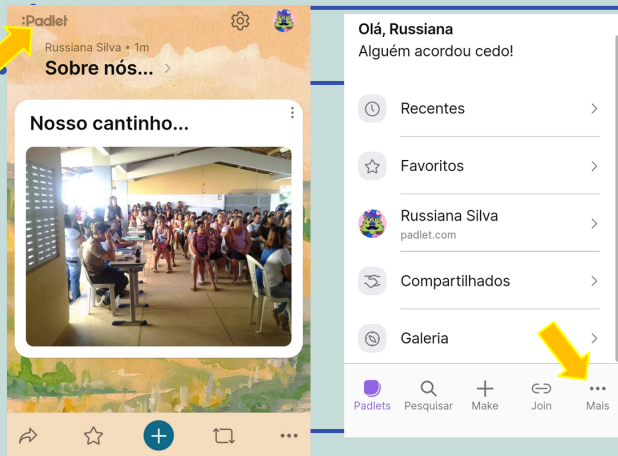 :Padlet
Russiana Silva • 1m
Sobre nós... >
Nosso cantinho...
Olá, Russiana
Alguém acordou cedo!
Recentes
Favoritos
Russiana Silva
padlet.com
Compartilhados
Galeria
Padlets Pesquisar Make Join Mais